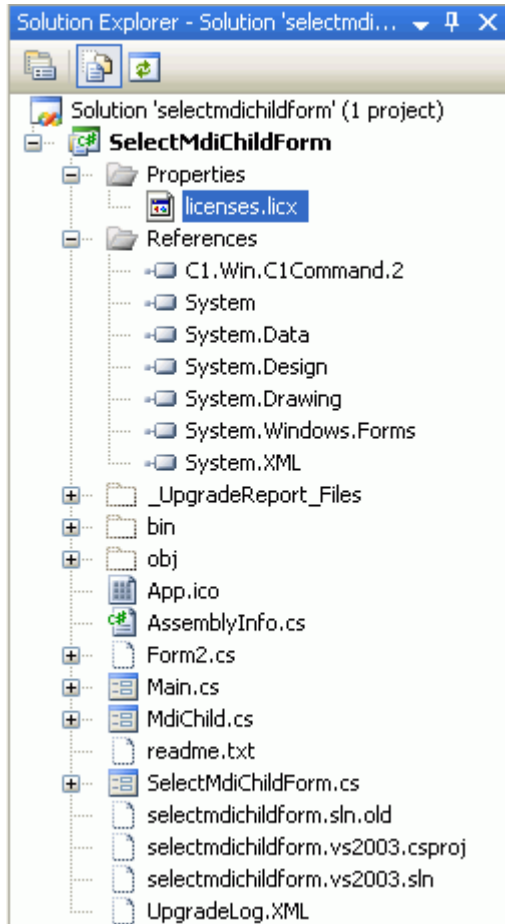 Solution Explorer - Solution 'selectmdi...
Solution 'selectmdichildform' (1 project)
SelectMdiChildForm
Properties
licenses.licx
References
C1.Win.C1Command.2
System
System.Data
System.Design
System.Drawing
System.Windows.Forms
System.XML
_UpgradeReport_Files
bin
obj
App.ico
AssemblyInfo.cs
Form2.cs
Main.cs
MdiChild.cs
readme.txt
SelectMdiChildForm.cs
selectmdichildform.sln.old
selectmdichildform.vs2003.csproj
selectmdichildform.vs2003.sln
UpgradeLog.XML